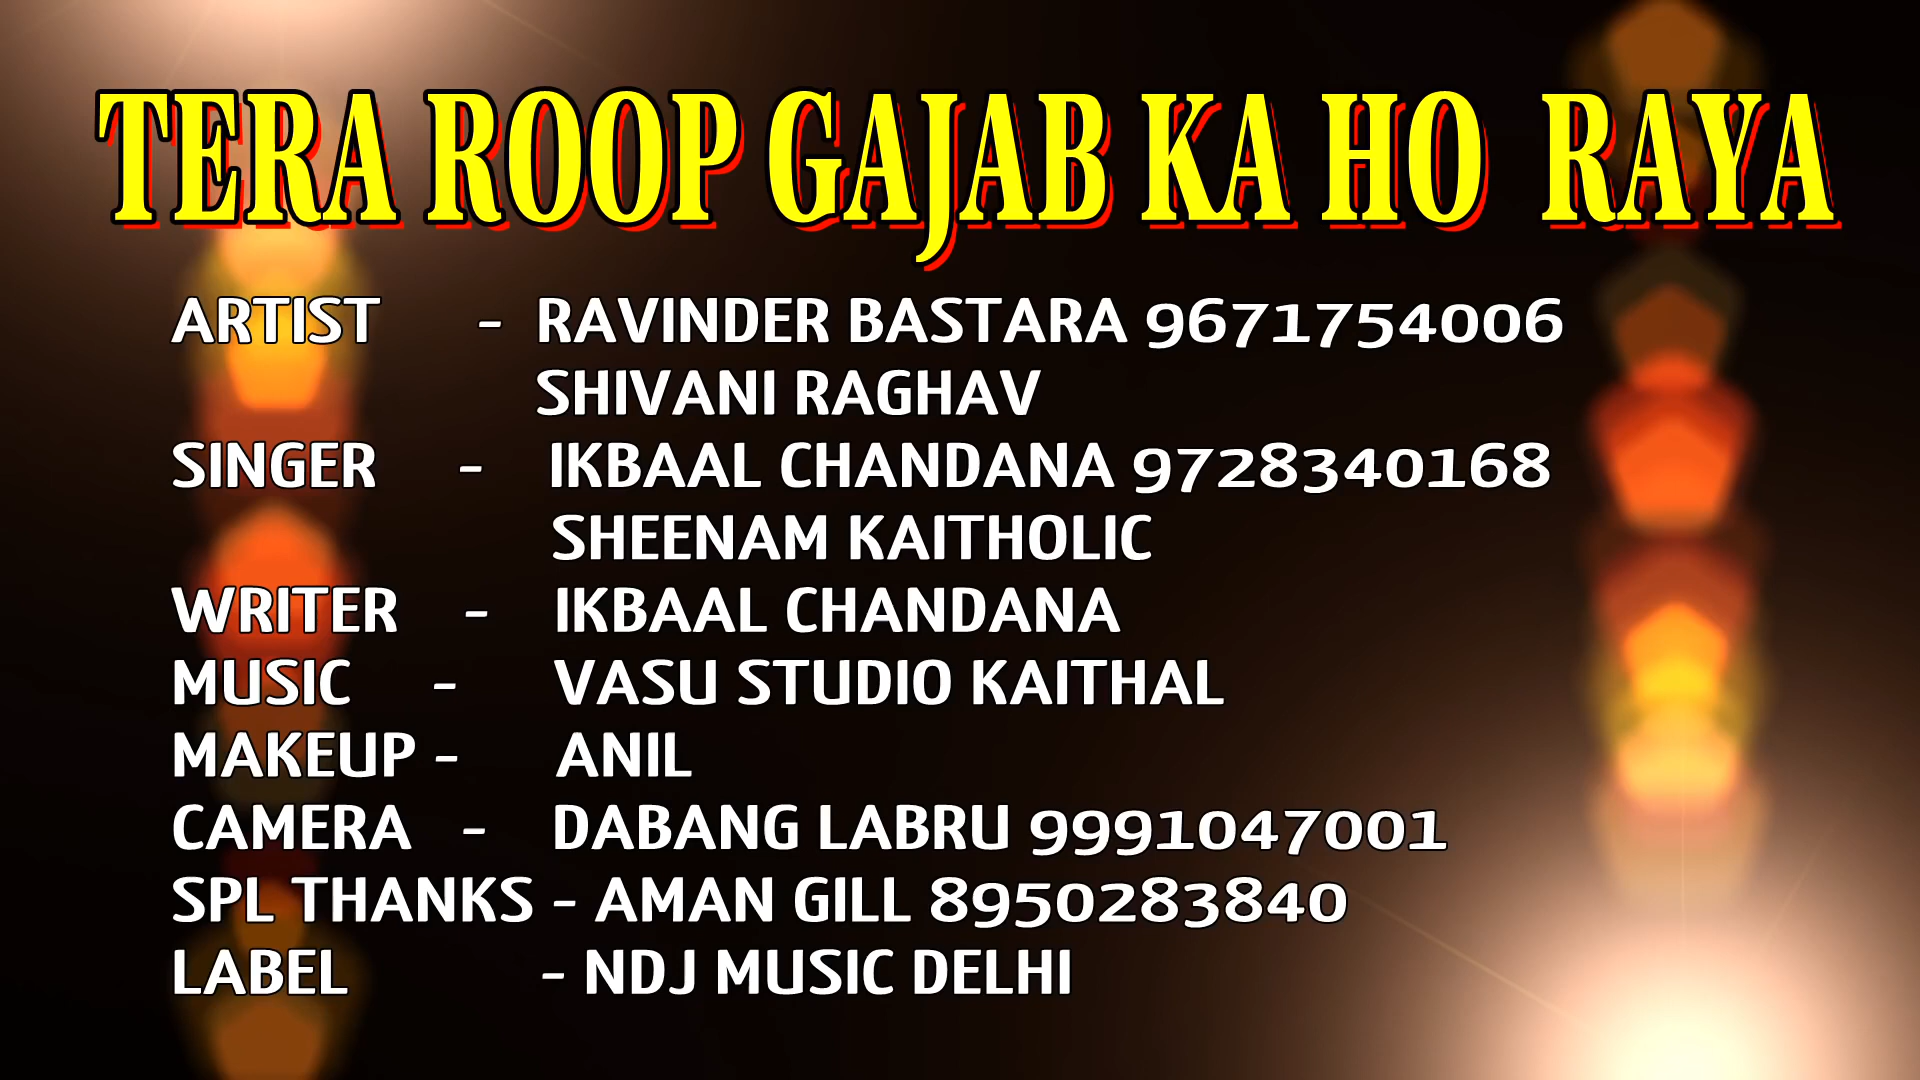 TERA ROOP GAJAB KA HO RAYA
ARTIST - RAVINDER BASTARA 9671754006
SHIVANI RAGHAV
SINGER - IKBAAL CHANDANA 9728340168
SHEENAM KAITHOLIC
WRITER - IKBAAL CHANDANA
MUSIC - VASU STUDIO KAITHAL
MAKEUP - ANIL
CAMERA - DABANG LABRU 9991047001
SPL THANKS - AMAN GILL 8950283840
LABEL - NDJ MUSIC DELHI